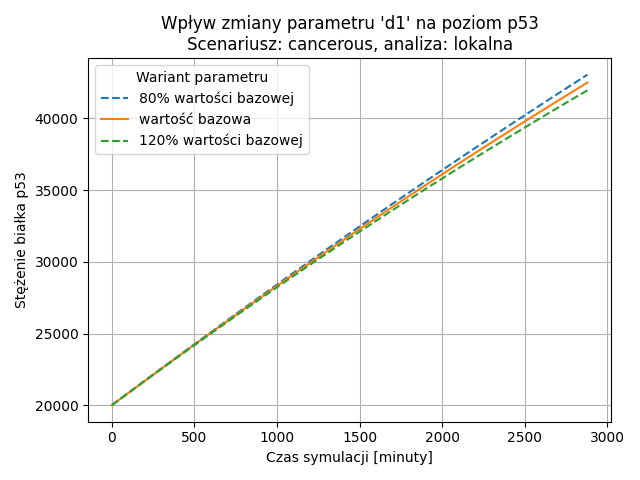 Wpływ zmiany parametru 'd1' na poziom p53
Scenariusz: cancerous, analiza: lokalna
Wariant parametru
80% wartości bazowej
wartość bazowa
120% wartości bazowej
Stężenie białka p53
40000
35000
30000
25000
20000
0
500
1000
1500
2000
2500
3000
Czas symulacji [minuty]